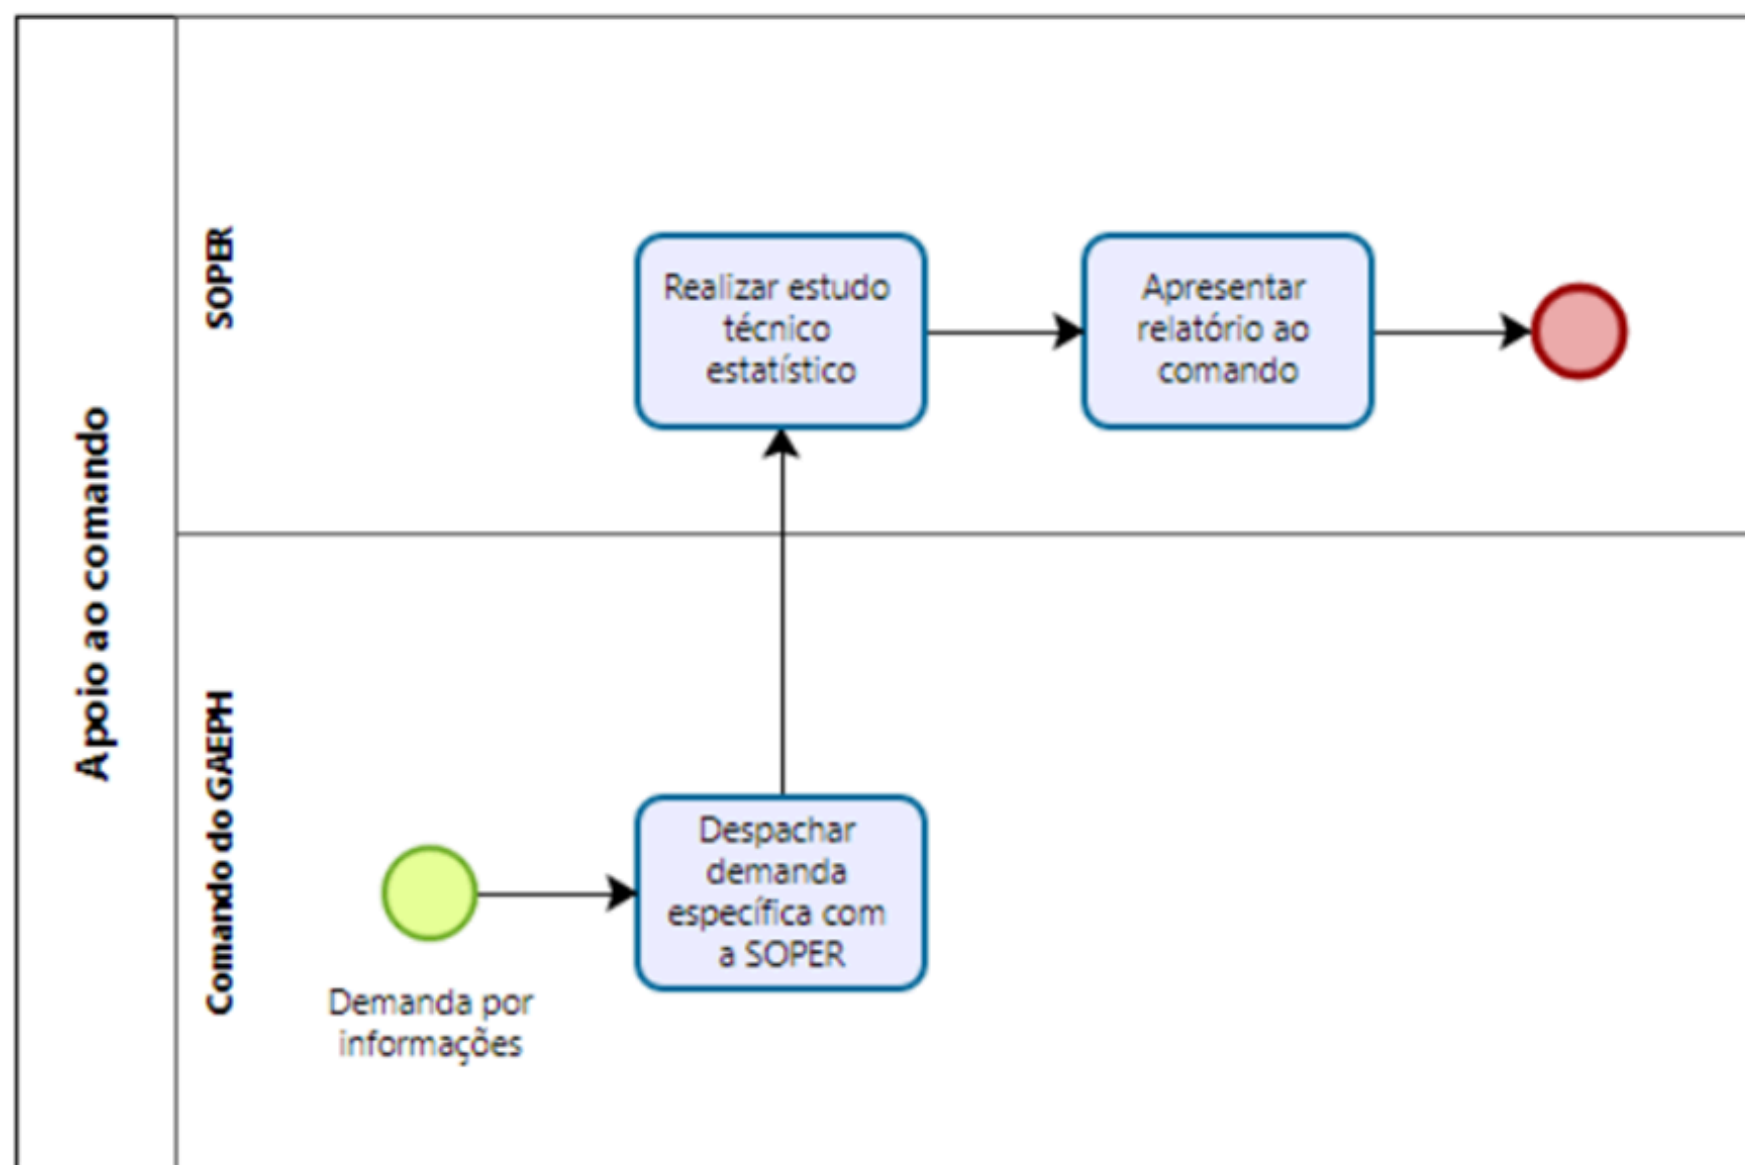 Apoio ao comando
SOPER
Realizar estudo
técnico
estatístico
Apresentar
relatório ao
comando
Comando do GAEPH
Despachar
demanda
específica com
a SOPER
Demanda por
informações